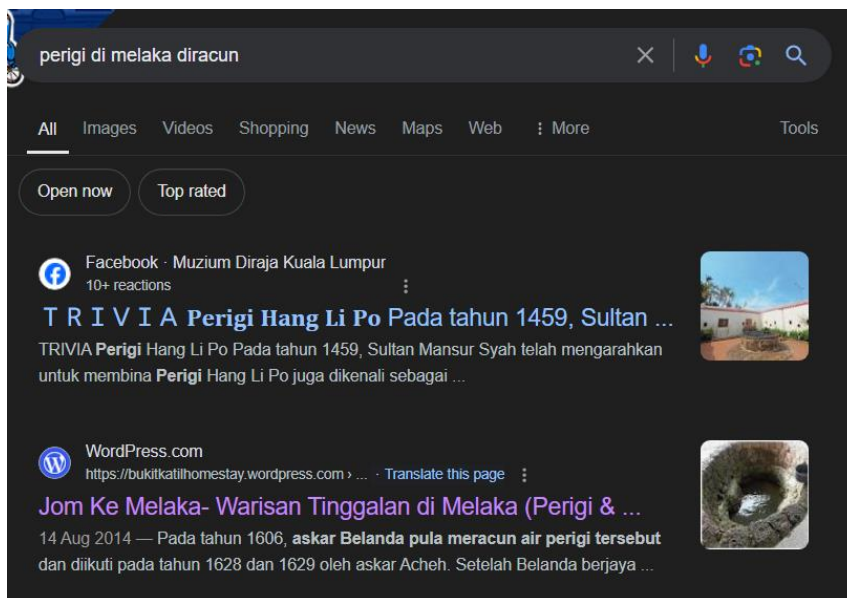 perigi di melaka diracun
All Images Videos Shopping News Maps Web More Tools
Open now Top rated
Facebook · Muzium Diraja Kuala Lumpur
10+ reactions
T R I V I A 𝐏𝐞𝐫𝐢𝐠𝐢 𝐇𝐚𝐧𝐠 𝐋𝐢 𝐏𝐨 Pada tahun 1459, Sultan ...
TRIVIA Perigi Hang Li Po Pada tahun 1459, Sultan Mansur Syah telah mengarahkan
untuk membina Perigi Hang Li Po juga dikenali sebagai ...
WordPress.com
https://bukitkatilhomestay.wordpress.com › ... · Translate this page
Jom Ke Melaka- Warisan Tinggalan di Melaka (Perigi & ...
14 Aug 2014 — Pada tahun 1606, askar Belanda pula meracun air perigi tersebut
dan diikuti pada tahun 1628 dan 1629 oleh askar Acheh. Setelah Belanda berjaya ...